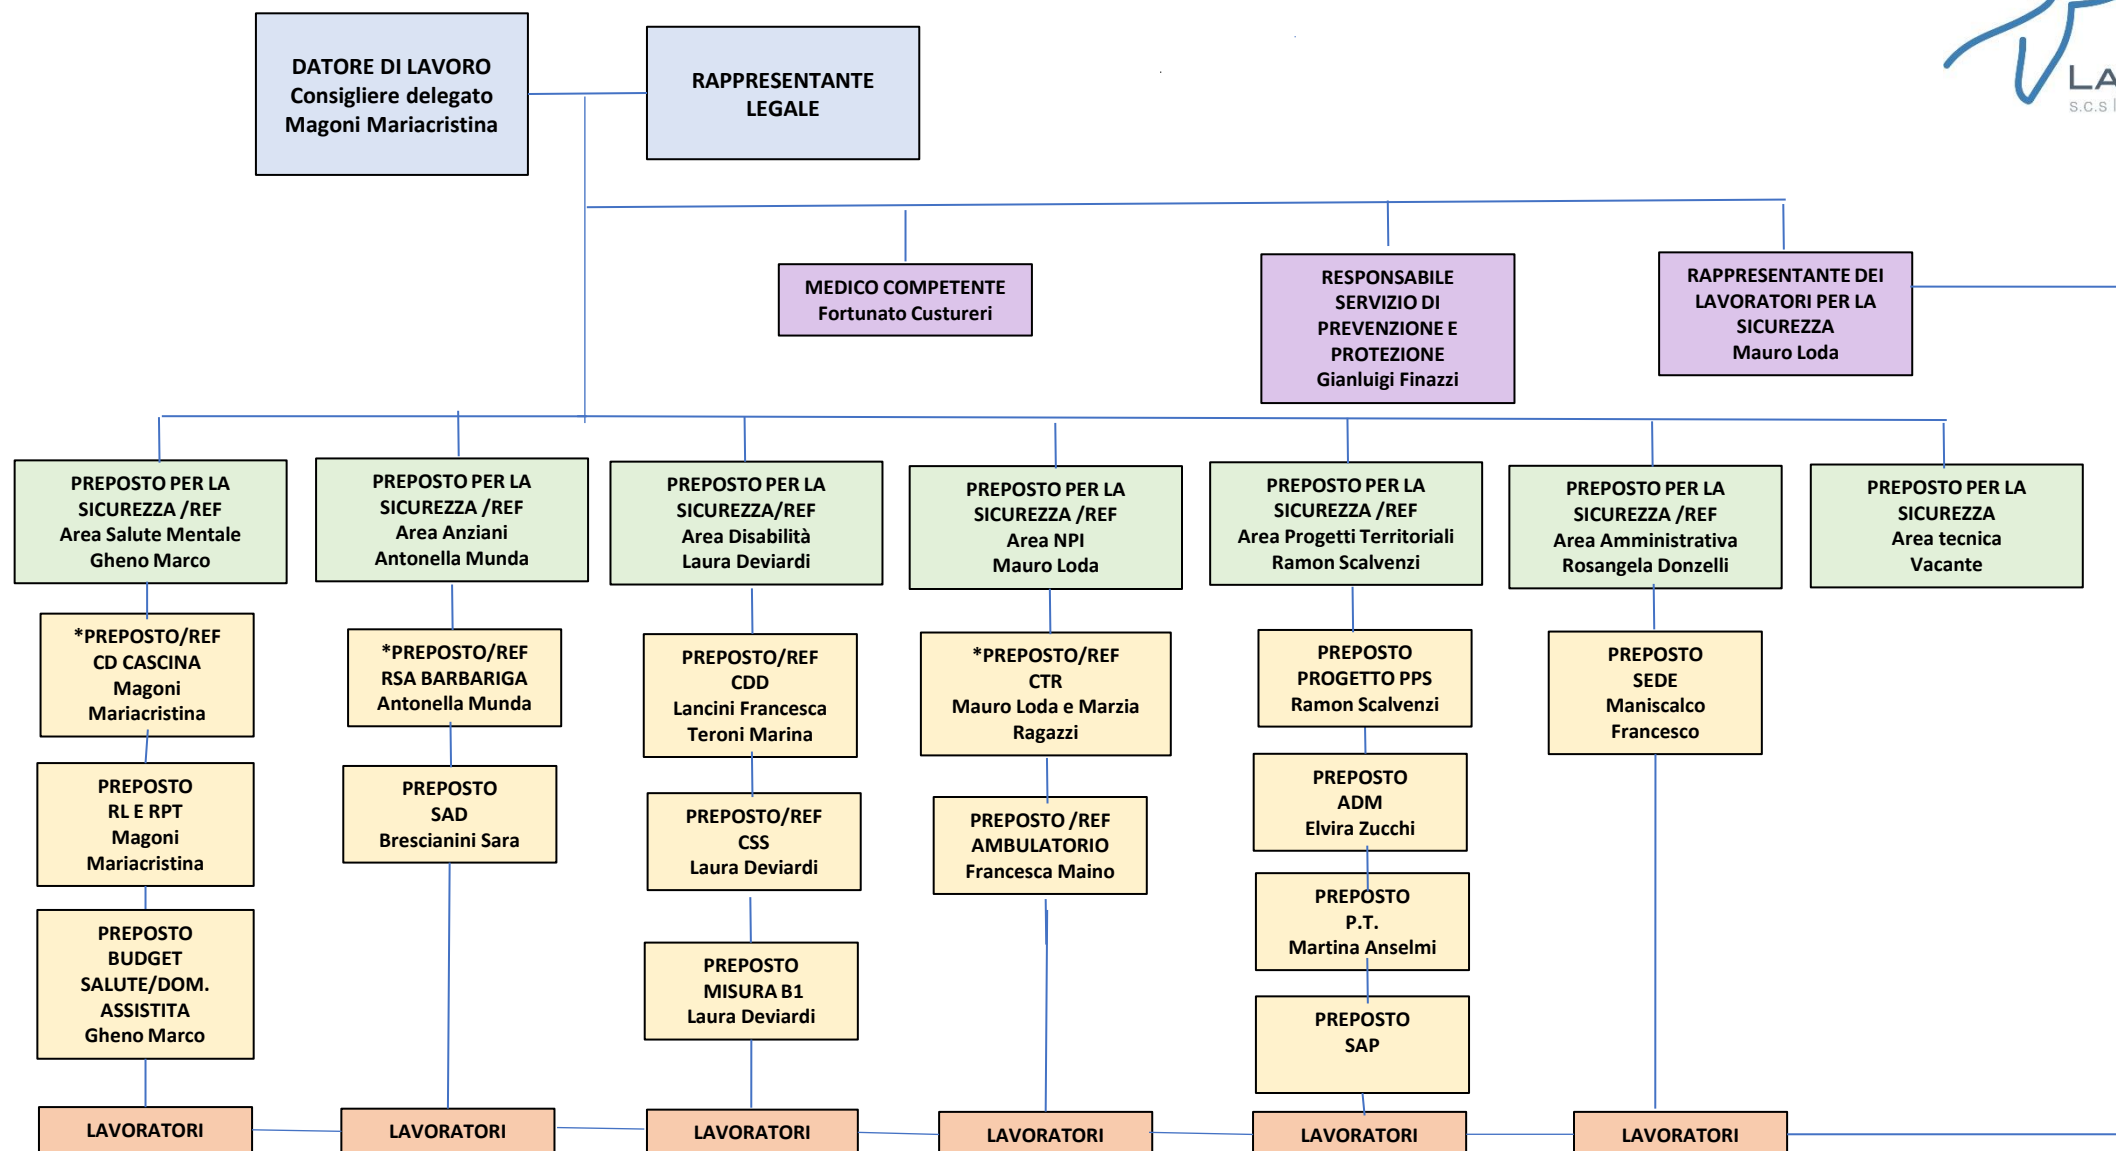 DATORE DI LAVORO
Consigliere delegato
Magoni Mariacristina
RAPPRESENTANTE
LEGALE
LA
s.c.s
MEDICO COMPETENTE
Fortunato Custureri
RESPONSABILE
SERVIZIO DI
PREVENZIONE E
PROTEZIONE
Gianluigi Finazzi
RAPPRESENTANTE DEI
LAVORATORI PER LA
SICUREZZA
Mauro Loda
PREPOSTO PER LA
SICUREZZA /REF
Area Salute Mentale
Gheno Marco
PREPOSTO PER LA
SICUREZZA /REF
Area Anziani
Antonella Munda
PREPOSTO PER LA
SICUREZZA/REF
Area Disabilità
Laura Deviardi
PREPOSTO PER LA
SICUREZZA /REF
Area NPI
Mauro Loda
PREPOSTO PER LA
SICUREZZA /REF
Area Progetti Territoriali
Ramon Scalvenzi
PREPOSTO PER LA
SICUREZZA /REF
Area Amministrativa
Rosangela Donzelli
PREPOSTO PER LA
SICUREZZA
Area tecnica
Vacante
*PREPOSTO/REF
CD CASCINA
Magoni
Mariacristina
*PREPOSTO/REF
RSA BARBARIGA
Antonella Munda
PREPOSTO/REF
CDD
Lancini Francesca
Teroni Marina
*PREPOSTO/REF
CTR
Mauro Loda e Marzia
Ragazzi
PREPOSTO
PROGETTO PPS
Ramon Scalvenzi
PREPOSTO
SEDE
Maniscalco
Francesco
PREPOSTO
RL E RPT
Magoni
Mariacristina
PREPOSTO
SAD
Brescianini Sara
PREPOSTO/REF
CSS
Laura Deviardi
PREPOSTO /REF
AMBULATORIO
Francesca Maino
PREPOSTO
ADM
Elvira Zucchi
PREPOSTO
P.T.
Martina Anselmi
PREPOSTO
BUDGET
SALUTE/DOM.
ASSISTITA
Gheno Marco
PREPOSTO
MISURA B1
Laura Deviardi
PREPOSTO
SAP
LAVORATORI
LAVORATORI
LAVORATORI
LAVORATORI
LAVORATORI
LAVORATORI